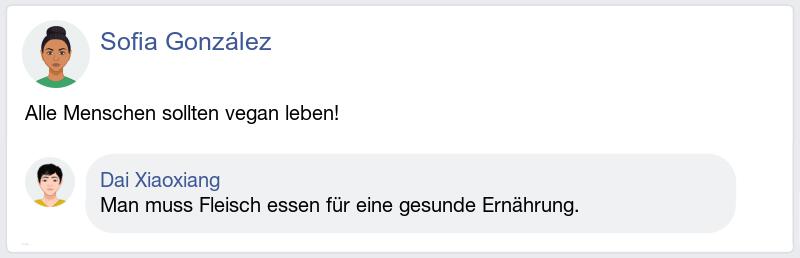 Sofia González
Alle Menschen sollten vegan leben!
Dai Xiaoxiang
Man muss Fleisch essen für eine gesunde Ernährung.